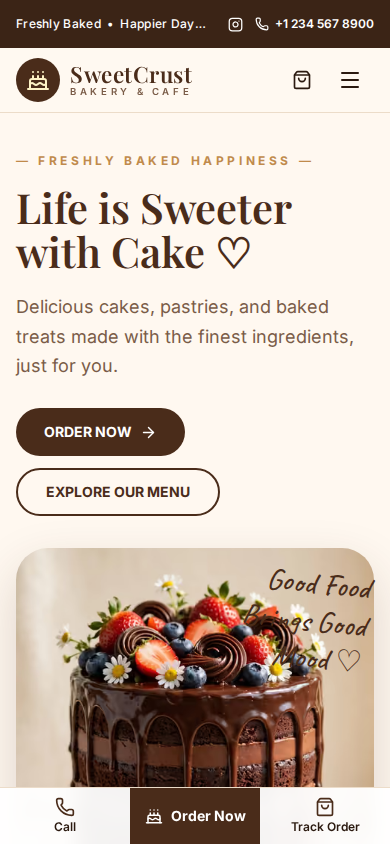 Freshly Baked • Happier Day...
+1 234 567 8900
SweetCrust
BAKERY & CAFE
— FRESHLY BAKED HAPPINESS —
Life is Sweeter
with Cake ♡
Delicious cakes, pastries, and baked
treats made with the finest ingredients,
just for you.
ORDER NOW →
EXPLORE OUR MENU
Good Food
Brings Good
Mood ♡
Call
Order Now
Track Order